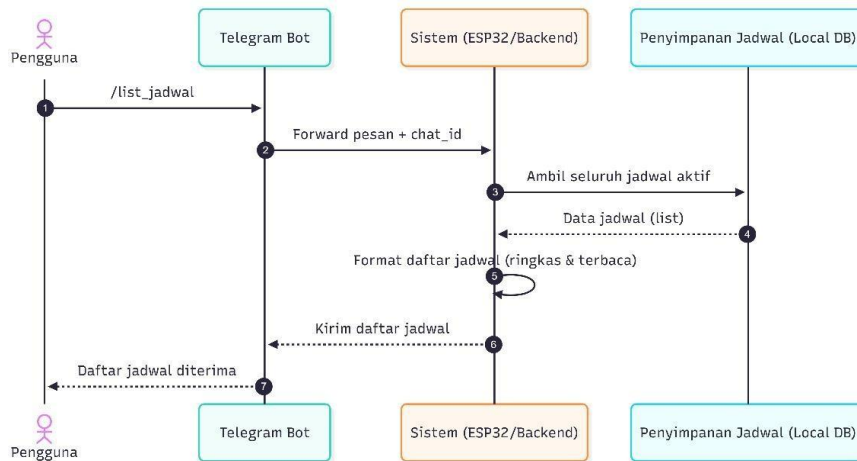 Pengguna
Telegram Bot
Sistem (ESP32/Backend)
Penyimpanan Jadwal (Local DB)
1
/list_jadwal
2
Forward pesan + chat_id
3
Ambil seluruh jadwal aktif
Data jadwal (list)
4
Format daftar jadwal (ringkas & terbaca)
5
Kirim daftar jadwal
6
Daftar jadwal diterima
7
Pengguna
Telegram Bot
Sistem (ESP32/Backend)
Penyimpanan Jadwal (Local DB)